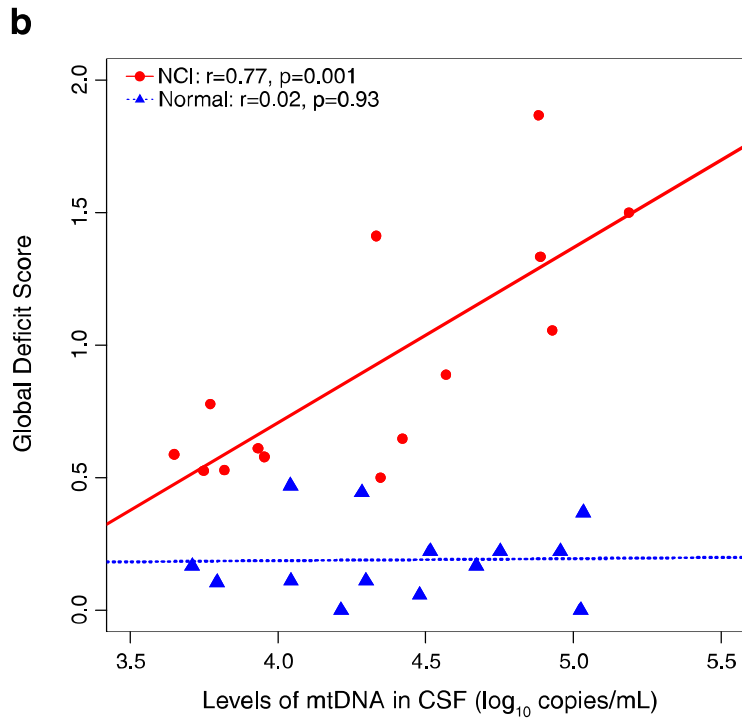 b
NCI: r=0.77, p=0.001
Normal: r=0.02, p=0.93
2.0
1.5
1.0
0.5
0.0
Global Deficit Score
3.5 4.0 4.5 5.0 5.5
Levels of mtDNA in CSF (log₁₀ copies/mL)